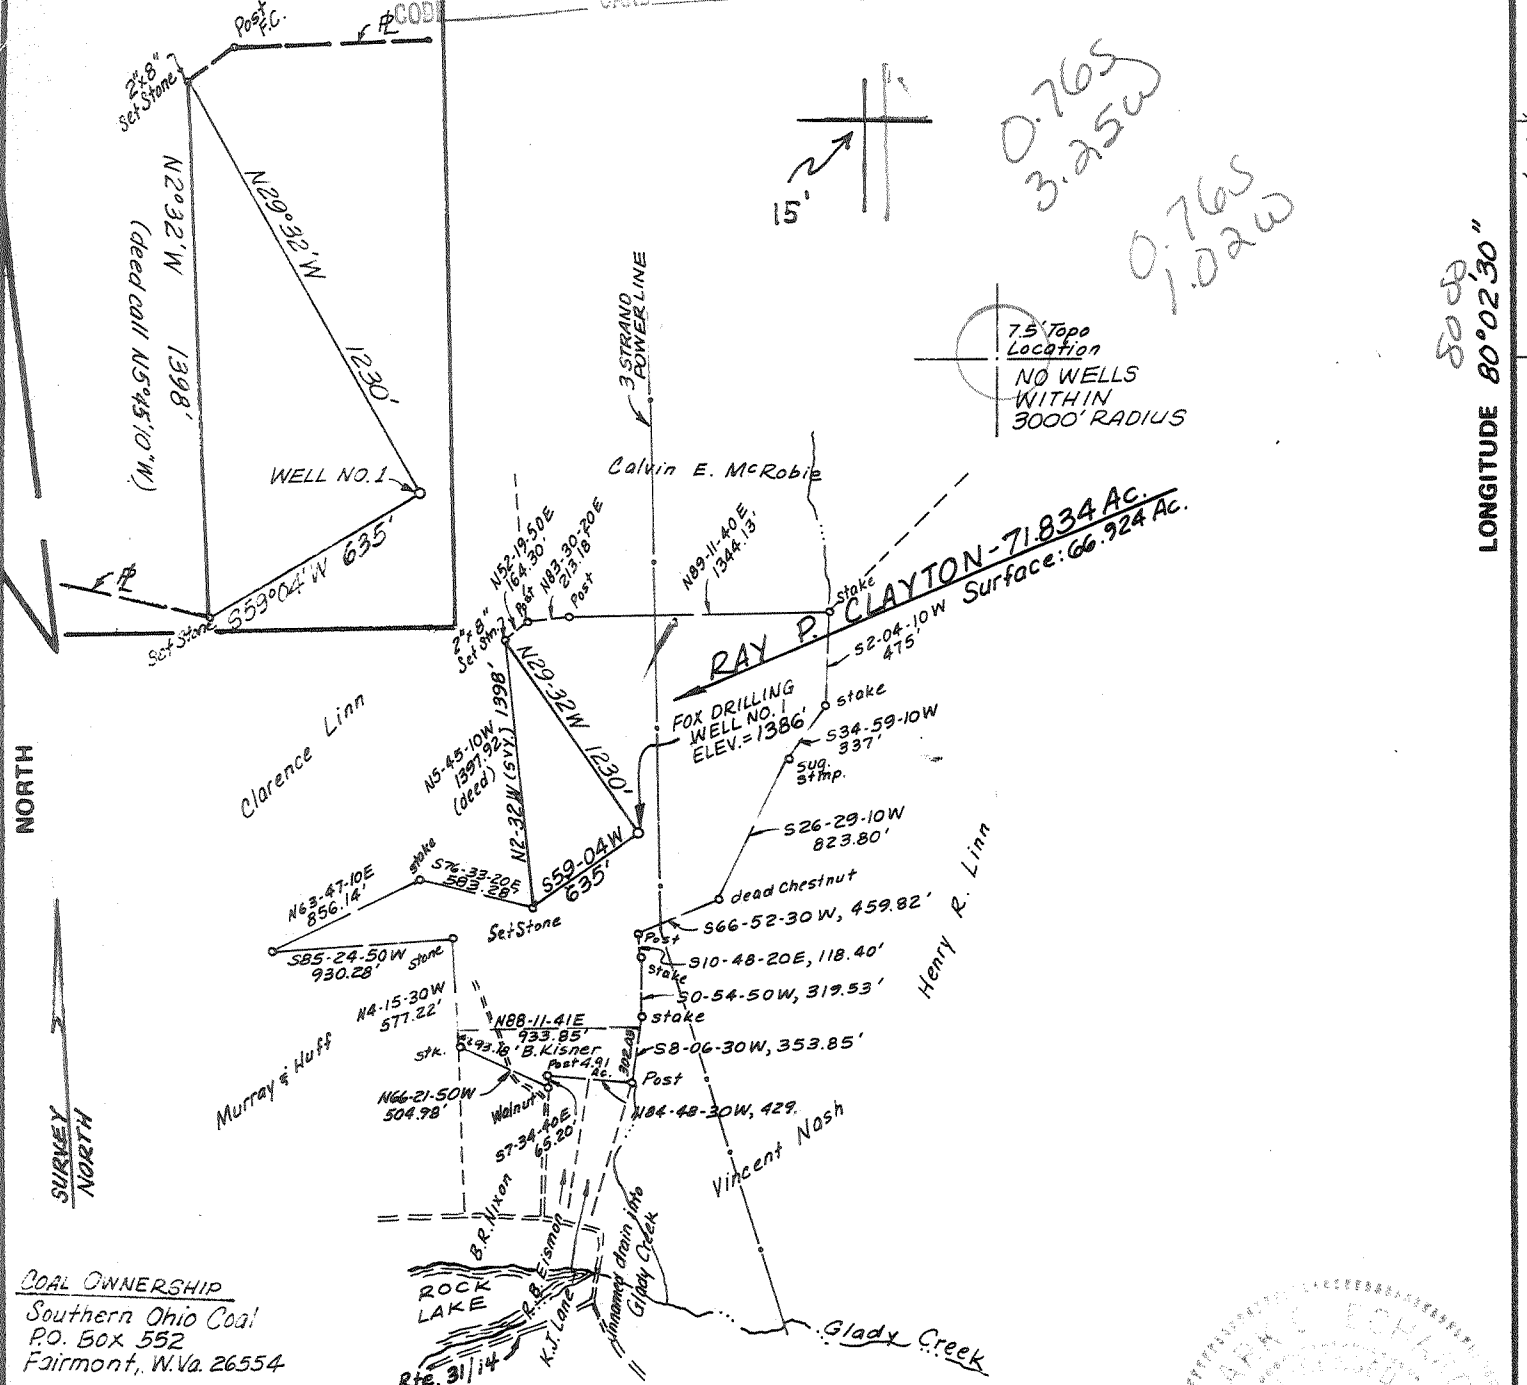 COD
Post
F.C.
PL
2"x8"
Set Stone
N2°32'W 1398'
(deed call N5°45'10"W)
N29°32'W
1230'
WELL NO.1
S59°04'W 635'
PL
Set Stone
15'
0.76S
3.25W
0.76S
1.02W
LONGITUDE 80°02'30"
7.5' Topo
Location
NO WELLS
WITHIN
3000' RADIUS
3 STRAND
POWERLINE
Calvin E. McRobie
N52-19-50E
164.30'
N83-30-20E
213.18'
Post
Post
N89-11-40E
1344.13'
Stake
RAY P. CLAYTON-71.834 Ac.
Surface: 66.924 Ac.
S2-04-10W
475'
stake
S34-59-10W
337'
sug.
stmp.
S26-29-10W
823.80'
dead Chestnut
S66-52-30W, 459.82'
Post
S10-48-20E, 118.40'
stake
S0-54-50W, 319.53'
stake
S8-06-30W, 353.85'
Post
N84-48-30W, 429.
2"x8"
Set Stn.
N29-32W 1230'
FOX DRILLING
WELL NO. 1
ELEV.=1386'
N5-45-10W
1397.92'
(deed)
N2-32W (svy.) 1398'
S59-04W
635'
Set Stone
Clarence Linn
Henry R. Linn
NORTH
stake
S76-33-20E
583.28'
N63-47-10E
856.14'
S85-24-50W
930.28'
stone
N4-15-30W
577.22'
N88-11-41E
933.85'
302.03
stk.
B. Kisner
4.91
Ac.
Post
Murray & Huff
N66-21-50W
504.98'
Walnut
S7-34-40E
65.20'
Vincent Nash
SURVEY
NORTH
B.R. Nixon
R.B. Eismon
K.J. Lane
Unnamed drain into
Glady Creek
ROCK
LAKE
Rte. 31/14
Glady Creek
COAL OWNERSHIP
Southern Ohio Coal
P.O. Box 552
Fairmont, W.Va. 26554